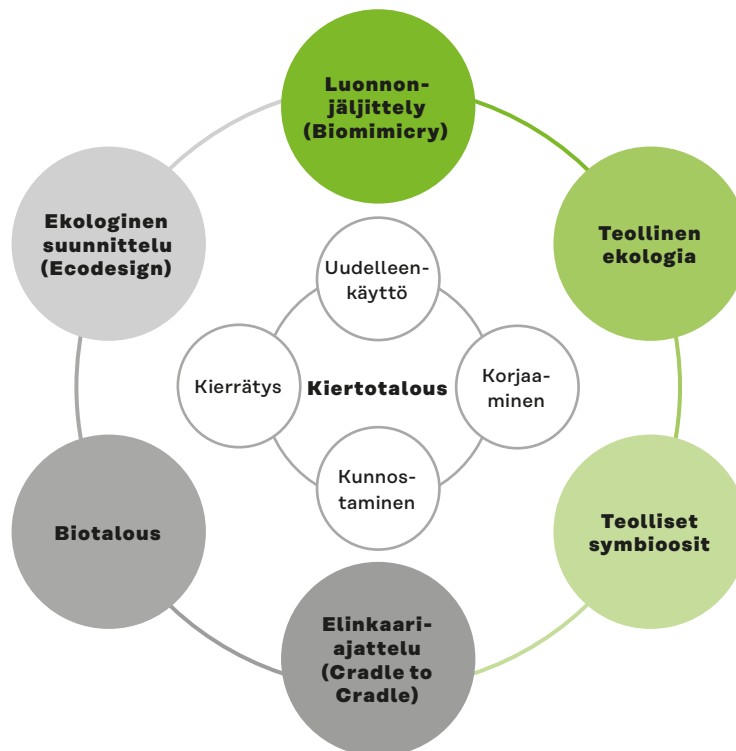 Luonnon-
jäljittely
(Biomimicry)
Ekologinen
suunnittelu
(Ecodesign)
Teollinen
ekologia
Uudelleen-
käyttö
Kierrätys
Kiertotalous
Korjaa-
minen
Kunnos-
taminen
Biotalous
Teolliset
symbioosit
Elinkaari-
ajattelu
(Cradle to
Cradle)